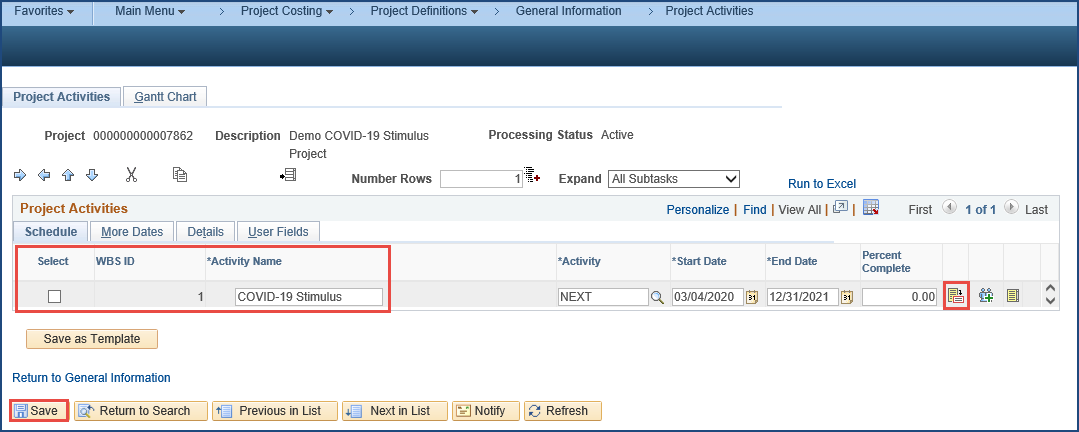 Favorites Main Menu Project Costing Project Definitions General Information Project Activities
Project Activities Gantt Chart
Project 000000000007862 Description Demo COVID-19 Stimulus Processing Status Active
Project
Number Rows 1 Expand All Subtasks Run to Excel
Project Activities Personalize | Find | View All | | First 1 of 1 Last
Schedule More Dates Details User Fields
Select WBS ID *Activity Name *Activity *Start Date *End Date Percent
Complete
1 COVID-19 Stimulus NEXT 03/04/2020 31 12/31/2021 31 0.00
Save as Template
Return to General Information
Save Return to Search Previous in List Next in List Notify Refresh